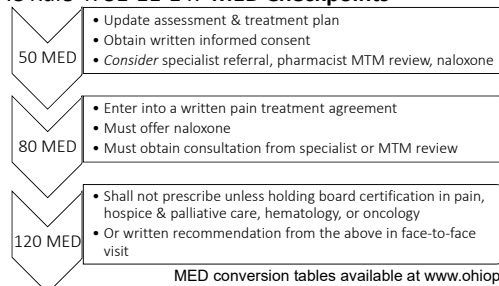 MED Checkpoints
50 MED
• Update assessment & treatment plan
• Obtain written informed consent
• Consider specialist referral, pharmacist MTM review, naloxone
80 MED
• Enter into a written pain treatment agreement
• Must offer naloxone
• Must obtain consultation from specialist or MTM review
120 MED
• Shall not prescribe unless holding board certification in pain,
hospice & palliative care, hematology, or oncology
• Or written recommendation from the above in face-to-face
visit
MED conversion tables available at www.ohiop